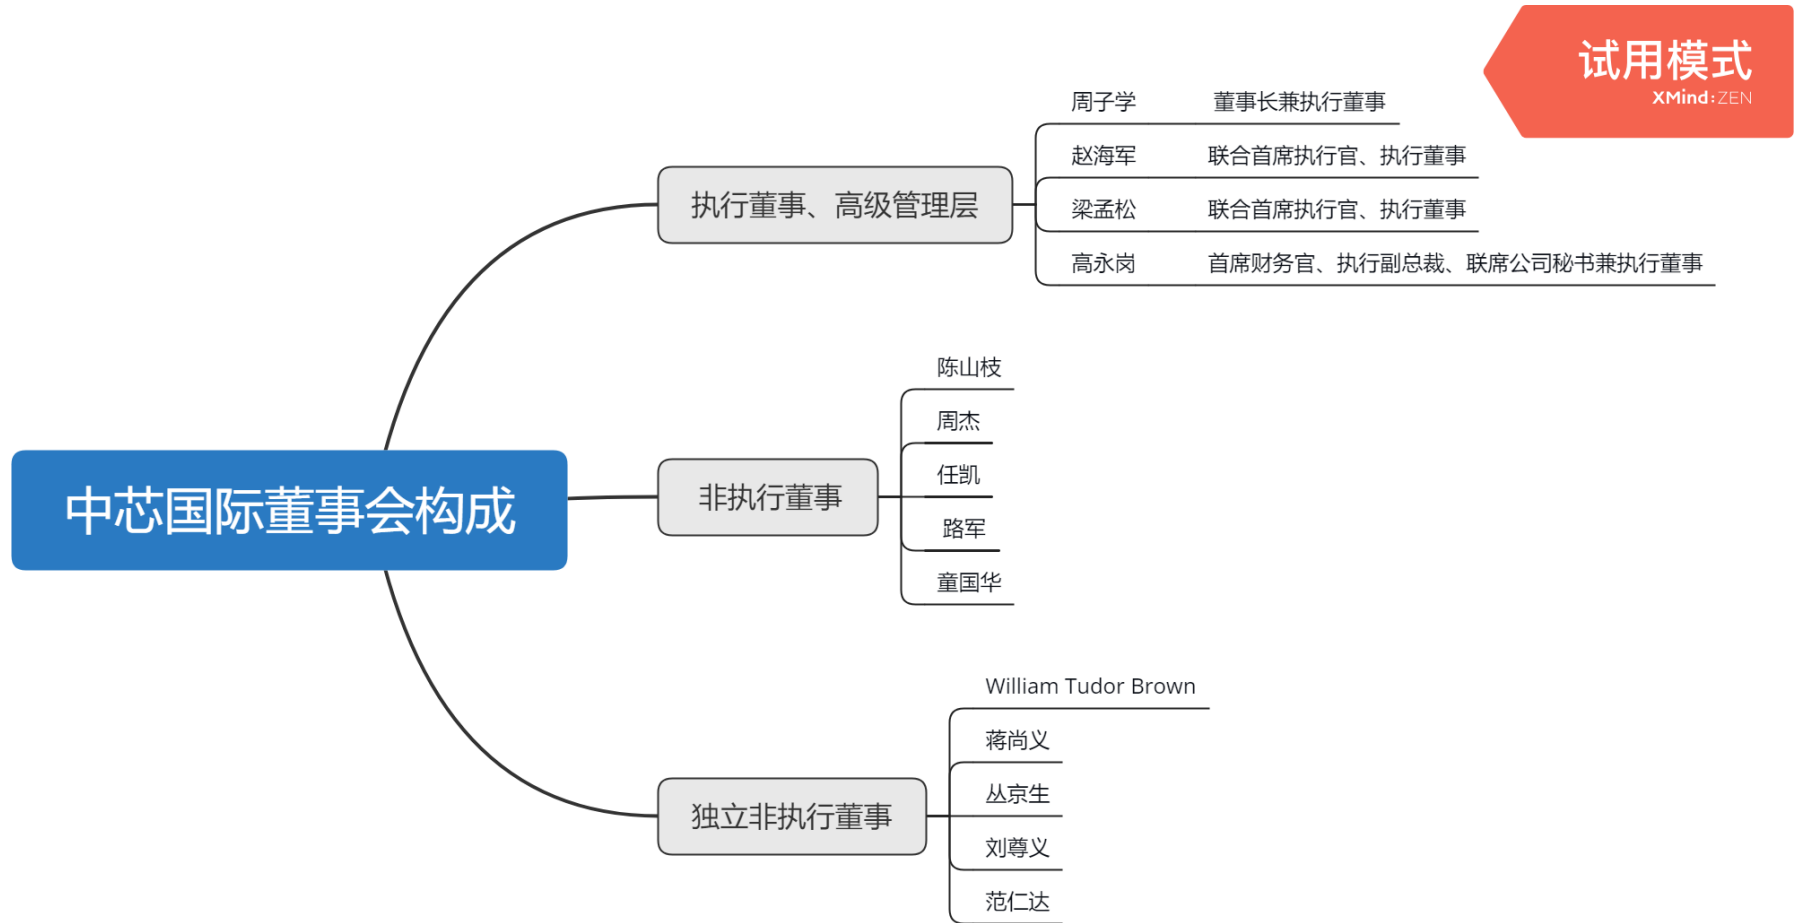 试用模式
XMind:ZEN
周子学 董事长兼执行董事
赵海军 联合首席执行官、执行董事
执行董事、高级管理层
梁孟松 联合首席执行官、执行董事
高永岗 首席财务官、执行副总裁、联席公司秘书兼执行董事
陈山枝
周杰
任凯
中芯国际董事会构成
非执行董事
路军
童国华
William Tudor Brown
蒋尚义
丛京生
独立非执行董事
刘尊义
范仁达